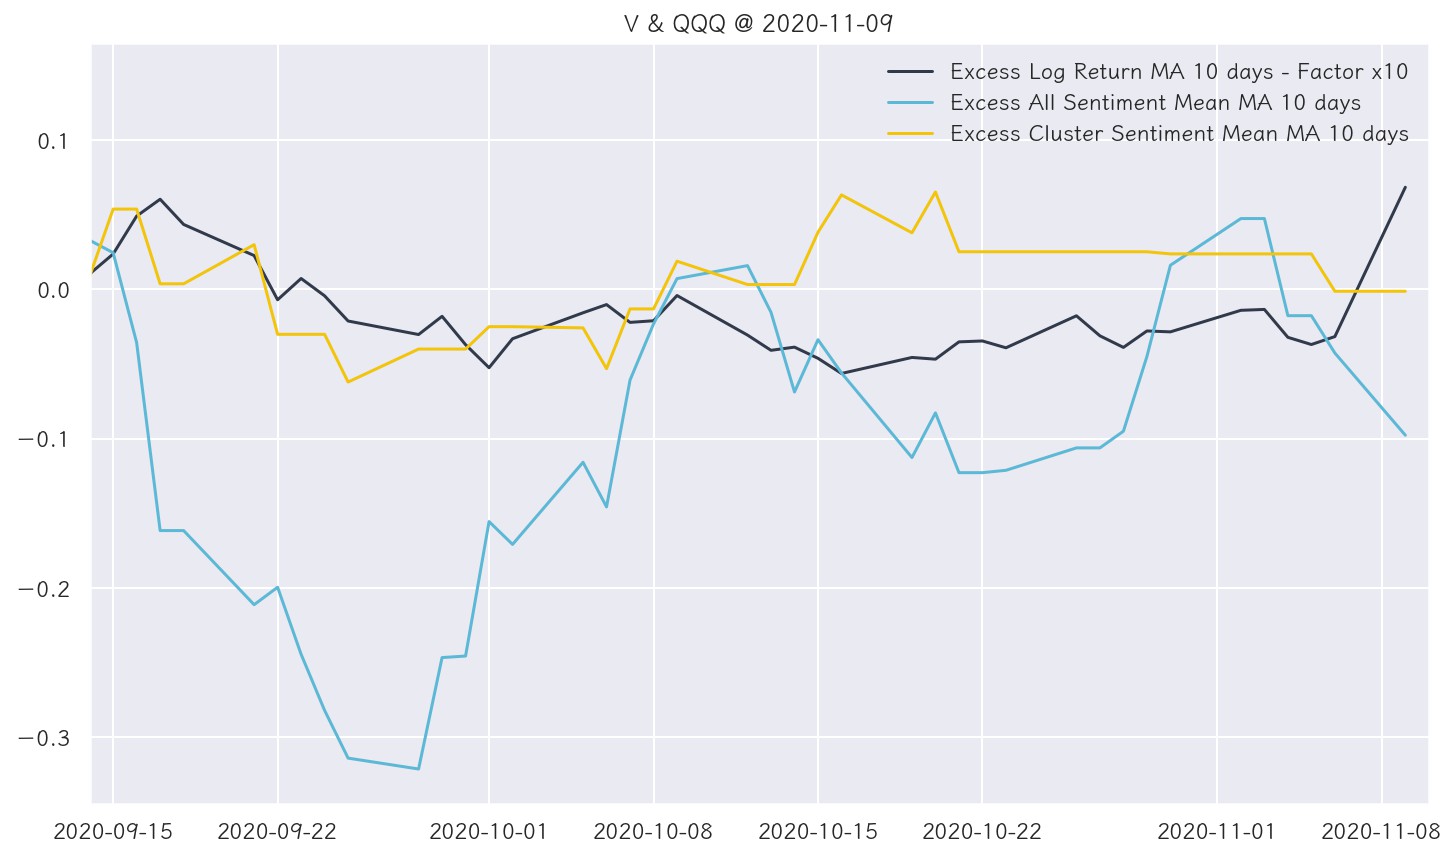 V & QQQ @ 2020-11-09
Excess Log Return MA 10 days - Factor x10
Excess All Sentiment Mean MA 10 days
Excess Cluster Sentiment Mean MA 10 days
0.1
0.0
−0.1
−0.2
−0.3
2020-09-15 2020-09-22 2020-10-01 2020-10-08 2020-10-15 2020-10-22 2020-11-01 2020-11-08